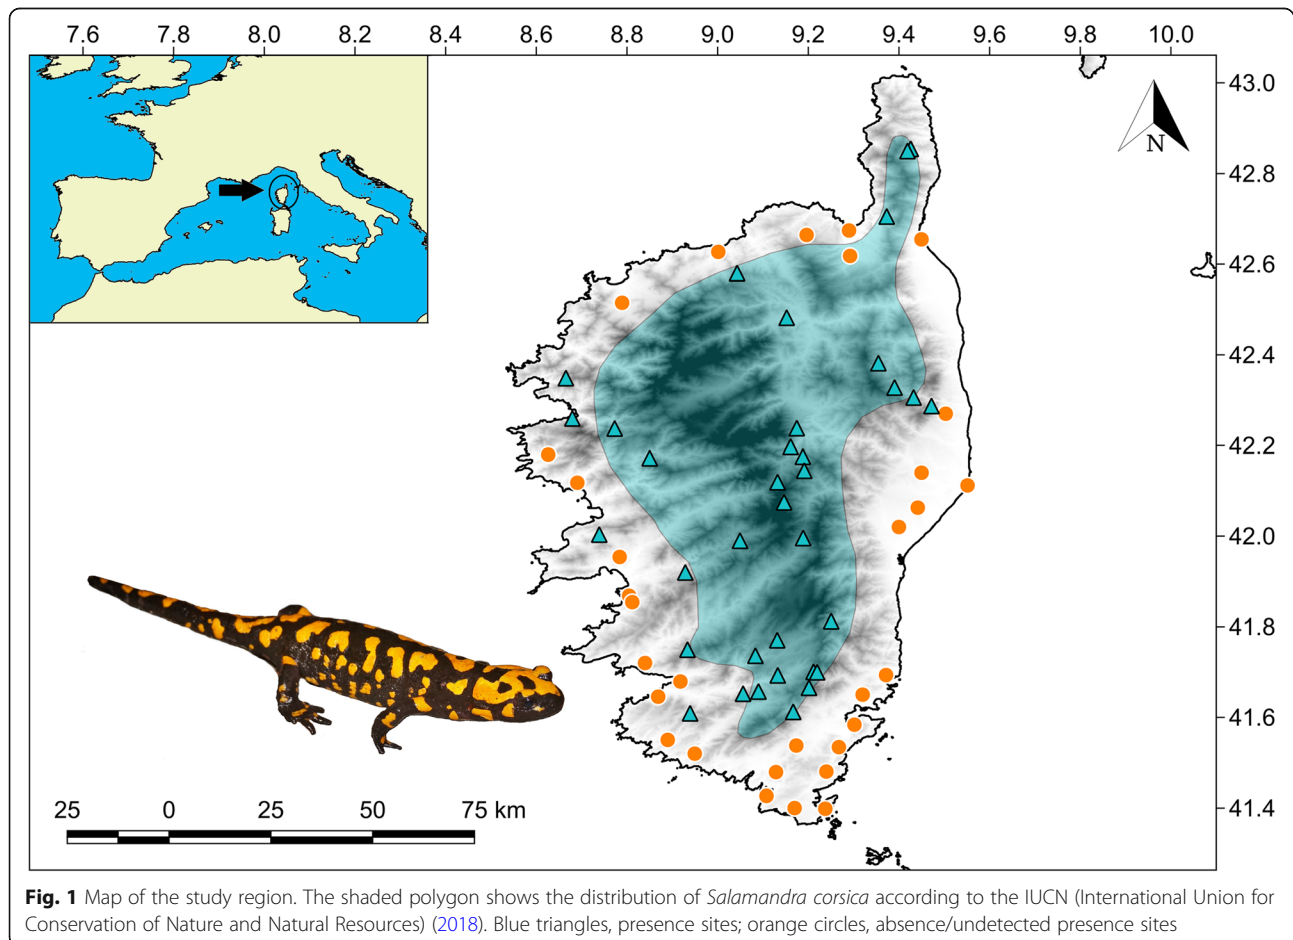 7.6 7.8 8.0 8.2 8.4 8.6 8.8 9.0 9.2 9.4 9.6 9.8 10.0
43.0
N
42.8
42.6
42.4
42.2
42.0
41.8
41.6
41.4
25 0 25 50 75 km
Fig. 1 Map of the study region. The shaded polygon shows the distribution of Salamandra corsica according to the IUCN (International Union for
Conservation of Nature and Natural Resources) (2018). Blue triangles, presence sites; orange circles, absence/undetected presence sites